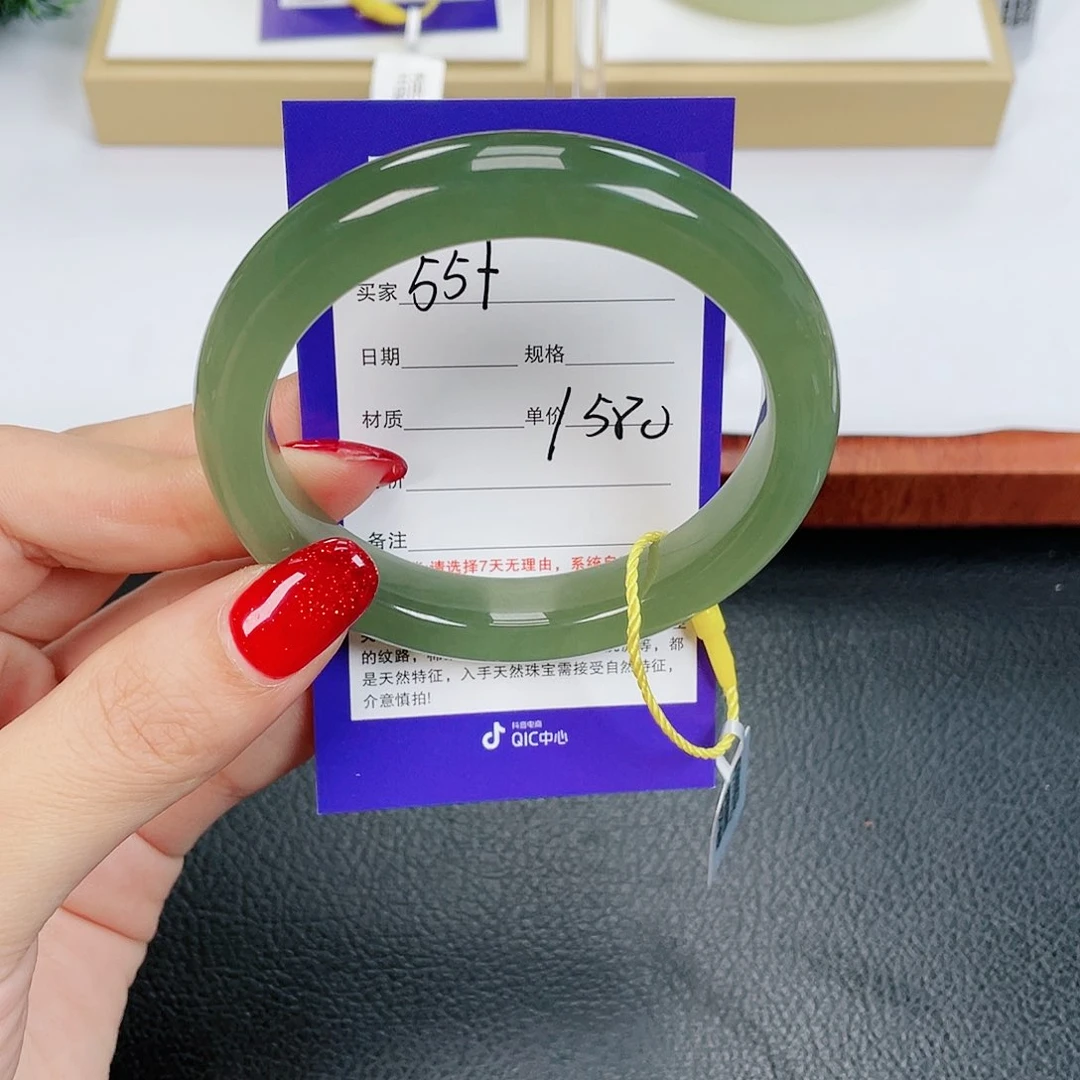 买家 55+
日期 规格
材质 单价 1580
备注
请选择7天无理由，系统
的纹路，
等，都
是天然特征，入手天然珠宝需接受自然特征，
介意慎拍!
抖音电商
QIC中心